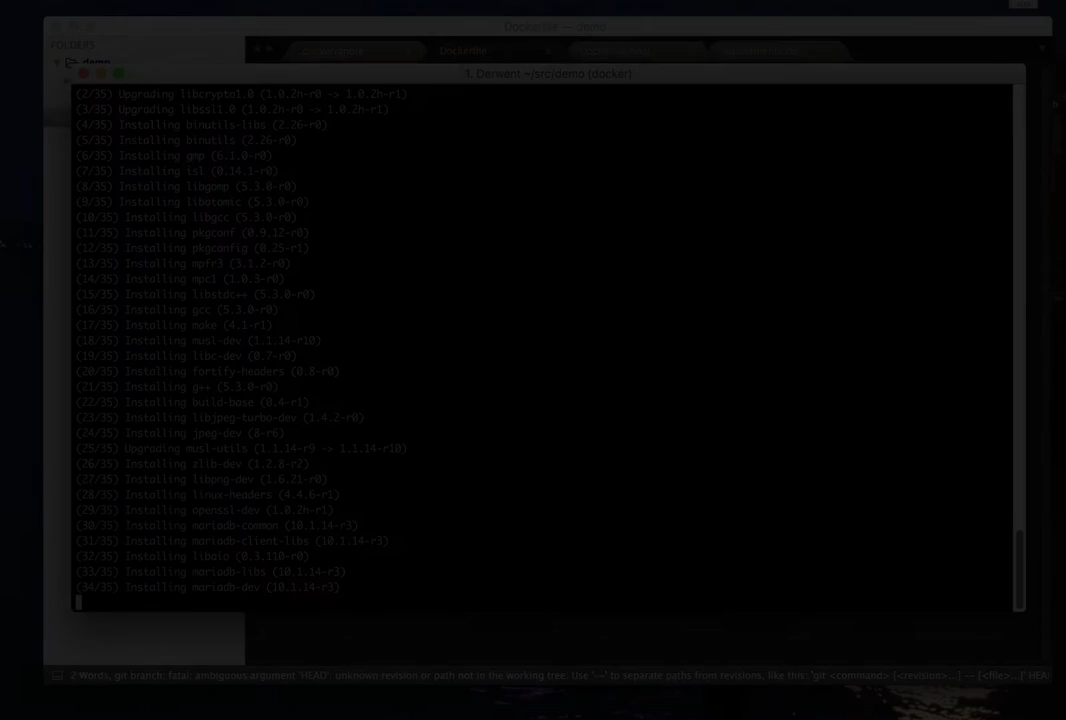 Dockerfile — demo
FOLDERS
demo
Dockerfile
1. Derwent ~/src/demo (docker)
(2/35) Upgrading libcrypto1.0 (1.0.2h-r0 -> 1.0.2h-r1)
(3/35) Upgrading libssl1.0 (1.0.2h-r0 -> 1.0.2h-r1)
(4/35) Installing binutils-libs (2.26-r0)
(5/35) Installing binutils (2.26-r0)
(6/35) Installing gmp (6.1.0-r0)
(7/35) Installing isl (0.14.1-r0)
(8/35) Installing libgomp (5.3.0-r0)
(9/35) Installing libatomic (5.3.0-r0)
(10/35) Installing libgcc (5.3.0-r0)
(11/35) Installing pkgconf (0.9.12-r0)
(12/35) Installing pkgconfig (0.25-r1)
(13/35) Installing mpfr3 (3.1.2-r0)
(14/35) Installing mpc1 (1.0.3-r0)
(15/35) Installing libstdc++ (5.3.0-r0)
(16/35) Installing gcc (5.3.0-r0)
(17/35) Installing make (4.1-r1)
(18/35) Installing musl-dev (1.1.14-r10)
(19/35) Installing libc-dev (0.7-r0)
(20/35) Installing fortify-headers (0.8-r0)
(21/35) Installing g++ (5.3.0-r0)
(22/35) Installing build-base (0.4-r1)
(23/35) Installing libjpeg-turbo-dev (1.4.2-r0)
(24/35) Installing jpeg-dev (8-r6)
(25/35) Upgrading musl-utils (1.1.14-r9 -> 1.1.14-r10)
(26/35) Installing zlib-dev (1.2.8-r2)
(27/35) Installing libpng-dev (1.6.21-r0)
(28/35) Installing linux-headers (4.4.6-r1)
(29/35) Installing openssl-dev (1.0.2h-r1)
(30/35) Installing mariadb-common (10.1.14-r3)
(31/35) Installing mariadb-client-libs (10.1.14-r3)
(32/35) Installing libaio (0.3.110-r0)
(33/35) Installing mariadb-libs (10.1.14-r3)
(34/35) Installing mariadb-dev (10.1.14-r3)
2 Words, git branch: fatal: ambiguous argument 'HEAD': unknown revision or path not in the working tree. Use '--' to separate paths from revisions, like this: 'git <command> [<revision>...] -- [<file>...]' HEA